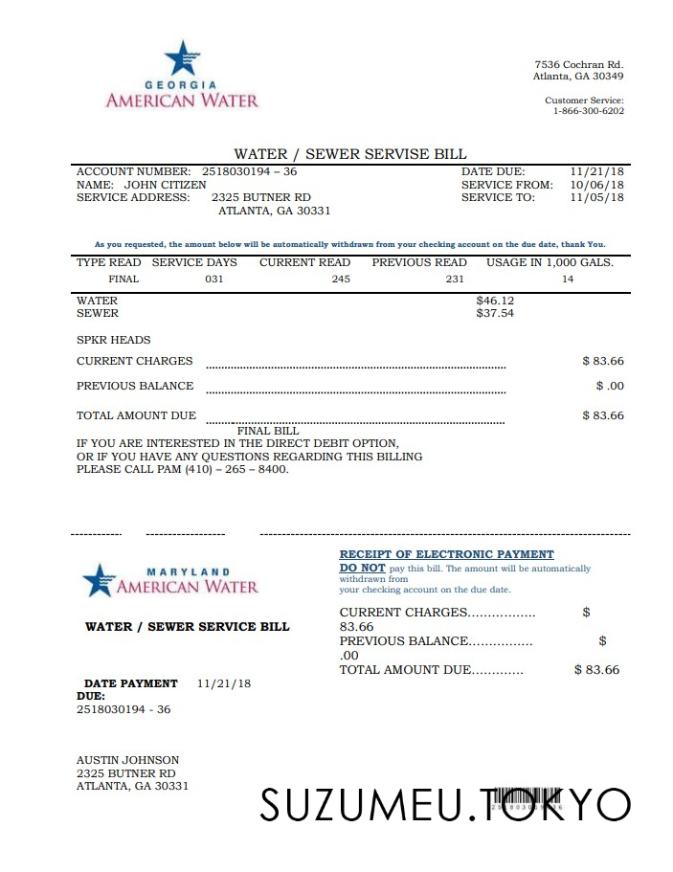 GEORGIA
AMERICAN WATER
7536 Cochran Rd.
Atlanta, GA 30349
Customer Service:
1-866-300-6202
WATER / SEWER SERVISE BILL
ACCOUNT NUMBER: 2518030194 – 36 DATE DUE: 11/21/18
NAME: JOHN CITIZEN SERVICE FROM: 10/06/18
SERVICE ADDRESS: 2325 BUTNER RD SERVICE TO: 11/05/18
ATLANTA, GA 30331
As you requested, the amount below will be automatically withdrawn from your checking account on the due date, thank You.
TYPE READ SERVICE DAYS CURRENT READ PREVIOUS READ USAGE IN 1,000 GALS.
FINAL 031 245 231 14
WATER $46.12
SEWER $37.54
SPKR HEADS
CURRENT CHARGES $ 83.66
PREVIOUS BALANCE $ .00
TOTAL AMOUNT DUE $ 83.66
FINAL BILL
IF YOU ARE INTERESTED IN THE DIRECT DEBIT OPTION,
OR IF YOU HAVE ANY QUESTIONS REGARDING THIS BILLING
PLEASE CALL PAM (410) – 265 – 8400.
MARYLAND
AMERICAN WATER
WATER / SEWER SERVICE BILL
DATE PAYMENT 11/21/18
DUE:
2518030194 - 36
AUSTIN JOHNSON
2325 BUTNER RD
ATLANTA, GA 30331
RECEIPT OF ELECTRONIC PAYMENT
DO NOT pay this bill. The amount will be automatically
withdrawn from
your checking account on the due date.
CURRENT CHARGES................. $
83.66
PREVIOUS BALANCE................ $
.00
TOTAL AMOUNT DUE............. $ 83.66
SUZUMEU.TOKYO